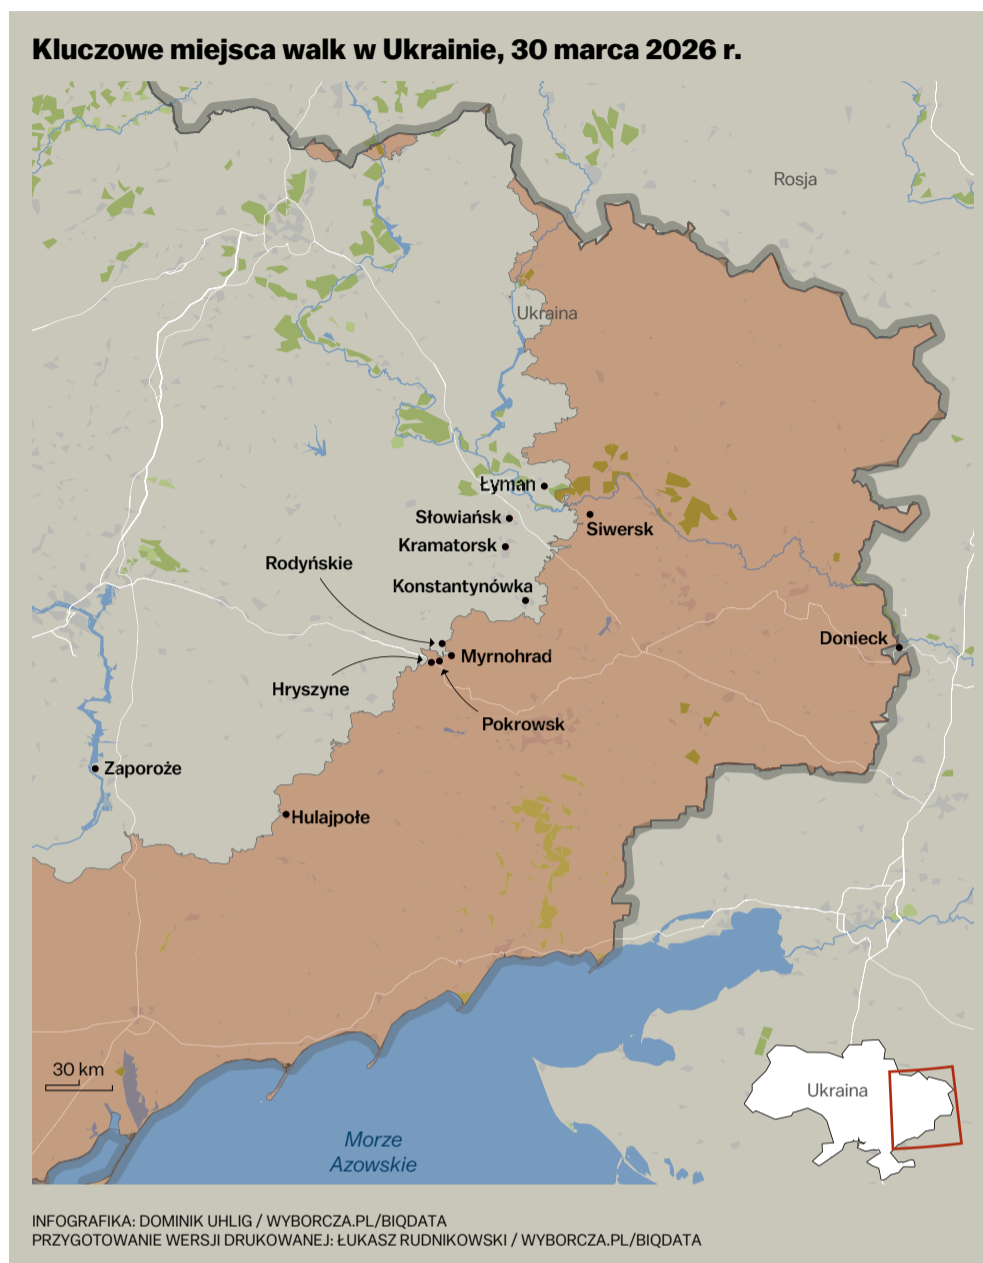 Kluczowe miejsca walk w Ukrainie, 30 marca 2026 r.
Rosja
Ukraina
Łyman
Słowiańsk
Siwersk
Kramatorsk
Rodyńskie
Konstantynówka
Donieck
Myrnohrad
Hryszyne
Pokrowsk
Zaporoże
Hulajpołe
30 km
Ukraina
Morze
Azowskie
INFOGRAFIKA: DOMINIK UHLIG / WYBORCZA.PL/BIQDATA
PRZYGOTOWANIE WERSJI DRUKOWANEJ: ŁUKASZ RUDNIKOWSKI / WYBORCZA.PL/BIQDATA